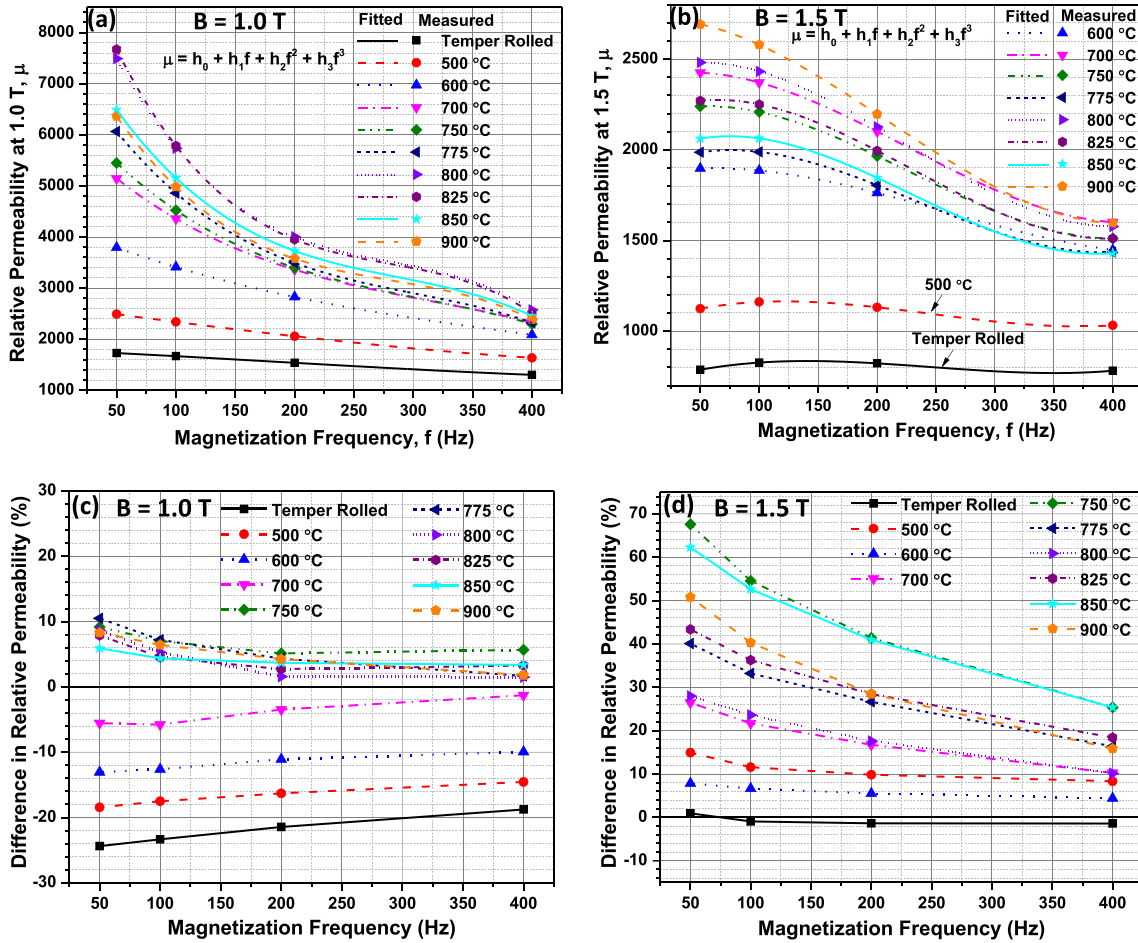 (a)
B = 1.0 T
μ = h₀ + h₁f + h₂f² + h₃f³
Fitted Measured
Temper Rolled
500 °C
600 °C
700 °C
750 °C
775 °C
800 °C
825 °C
850 °C
900 °C
Relative Permeability at 1.0 T, μ
8000
7000
6000
5000
4000
3000
2000
1000
50 100 150 200 250 300 350 400
Magnetization Frequency, f (Hz)
(b)
B = 1.5 T
μ = h₀ + h₁f + h₂f² + h₃f³
Fitted Measured
600 °C
700 °C
750 °C
775 °C
800 °C
825 °C
850 °C
900 °C
500 °C
Temper Rolled
Relative Permeability at 1.5 T, μ
2500
2000
1500
1000
50 100 150 200 250 300 350 400
Magnetization Frequency, f (Hz)
(c)
B = 1.0 T
Temper Rolled
500 °C
600 °C
700 °C
750 °C
775 °C
800 °C
825 °C
850 °C
900 °C
Difference in Relative Permeability (%)
30
20
10
0
-10
-20
-30
50 100 150 200 250 300 350 400
Magnetization Frequency (Hz)
(d)
B = 1.5 T
Temper Rolled
500 °C
600 °C
700 °C
750 °C
775 °C
800 °C
825 °C
850 °C
900 °C
Difference in Relative Permeability (%)
70
60
50
40
30
20
10
0
-10
50 100 150 200 250 300 350 400
Magnetization Frequency (Hz)